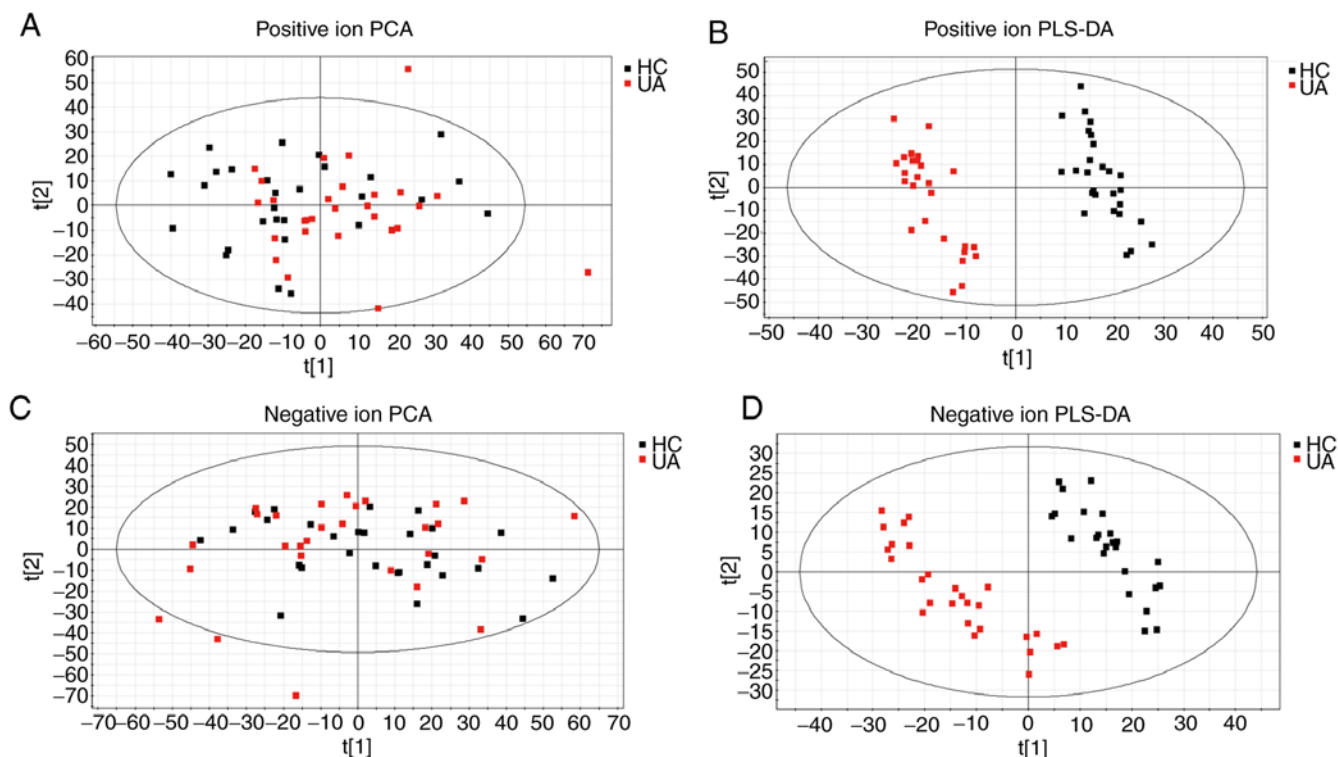 A
Positive ion PCA
HC
UA
60
50
40
30
20
10
0
−10
−20
−30
−40
t[2]
−60 −50 −40 −30 −20 −10 0 10 20 30 40 50 60 70
t[1]
B
Positive ion PLS-DA
HC
UA
50
40
30
20
10
0
−10
−20
−30
−40
−50
t[2]
−50 −40 −30 −20 −10 0 10 20 30 40 50
t[1]
C
Negative ion PCA
HC
UA
50
40
30
20
10
0
−10
−20
−30
−40
−50
−60
−70
t[2]
−70 −60 −50 −40 −30 −20 −10 0 10 20 30 40 50 60 70
t[1]
D
Negative ion PLS-DA
HC
UA
30
25
20
15
10
5
0
−5
−10
−15
−20
−25
−30
t[2]
−40 −30 −20 −10 0 10 20 30 40
t[1]